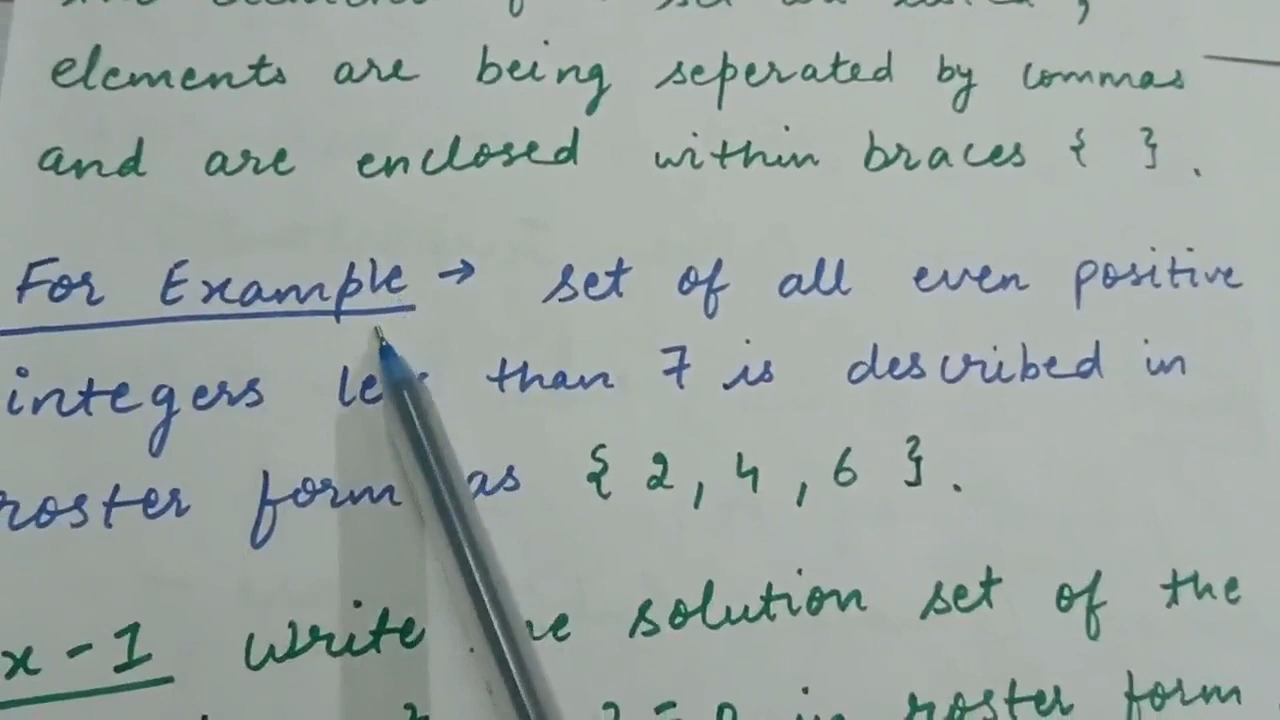 elements are being seperated by commas
and are enclosed within braces { } .
For Example → set of all even positive
integers than 7 is described in
roster form as { 2 , 4 , 6 } .
x - 1 Write solution set of the
in roster form